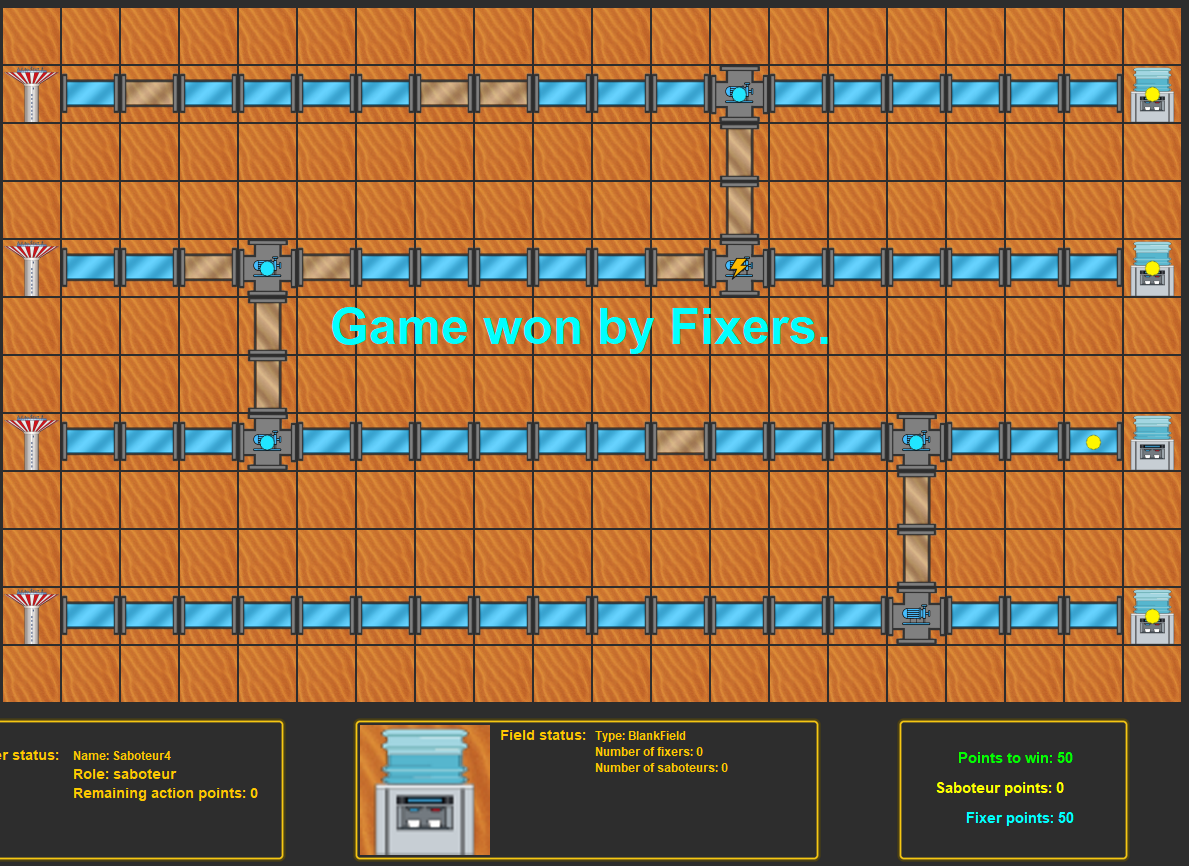 Game won by Fixers.
er status:
Name: Saboteur4
Role: saboteur
Remaining action points: 0
Field status:
Type: BlankField
Number of fixers: 0
Number of saboteurs: 0
Points to win: 50
Saboteur points: 0
Fixer points: 50